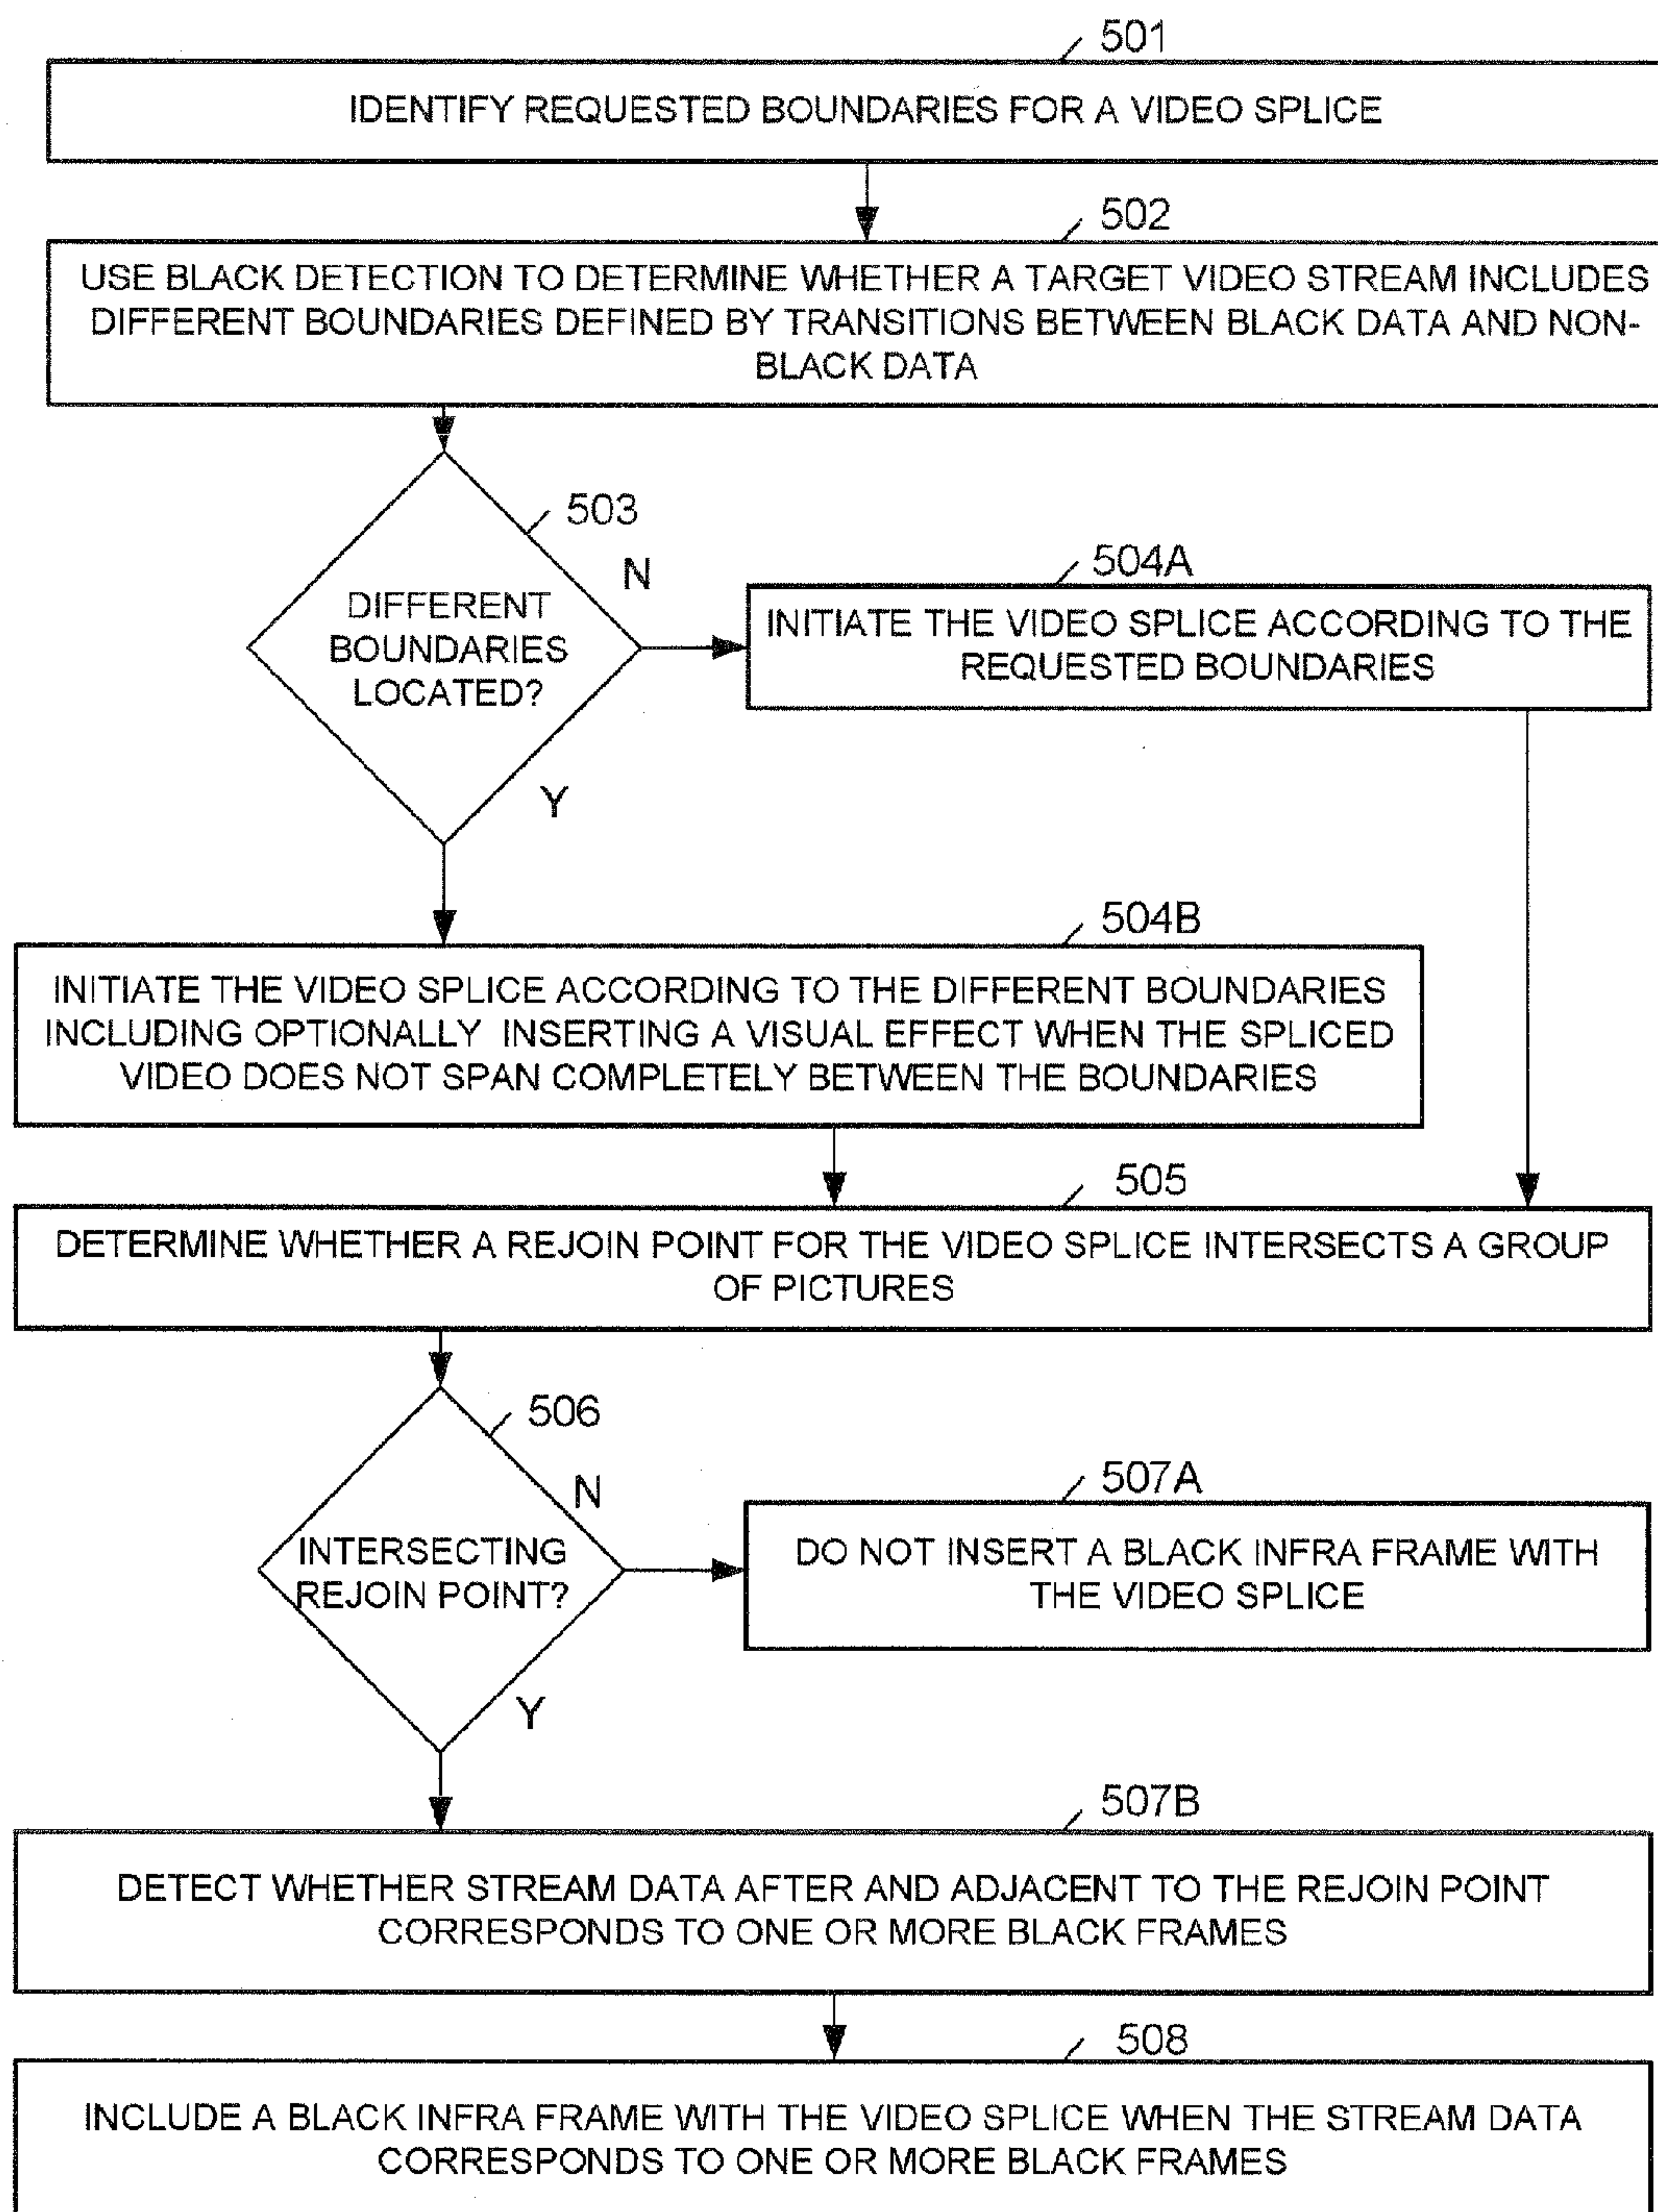 501
IDENTIFY REQUESTED BOUNDARIES FOR A VIDEO SPLICE
502
USE BLACK DETECTION TO DETERMINE WHETHER A TARGET VIDEO STREAM INCLUDES
DIFFERENT BOUNDARIES DEFINED BY TRANSITIONS BETWEEN BLACK DATA AND NON-
BLACK DATA
503
N
DIFFERENT
BOUNDARIES
LOCATED?
Y
504A
INITIATE THE VIDEO SPLICE ACCORDING TO THE
REQUESTED BOUNDARIES
504B
INITIATE THE VIDEO SPLICE ACCORDING TO THE DIFFERENT BOUNDARIES
INCLUDING OPTIONALLY INSERTING A VISUAL EFFECT WHEN THE SPLICED
VIDEO DOES NOT SPAN COMPLETELY BETWEEN THE BOUNDARIES
505
DETERMINE WHETHER A REJOIN POINT FOR THE VIDEO SPLICE INTERSECTS A GROUP
OF PICTURES
506
N
INTERSECTING
REJOIN POINT?
Y
507A
DO NOT INSERT A BLACK INFRA FRAME WITH
THE VIDEO SPLICE
507B
DETECT WHETHER STREAM DATA AFTER AND ADJACENT TO THE REJOIN POINT
CORRESPONDS TO ONE OR MORE BLACK FRAMES
508
INCLUDE A BLACK INFRA FRAME WITH THE VIDEO SPLICE WHEN THE STREAM DATA
CORRESPONDS TO ONE OR MORE BLACK FRAMES